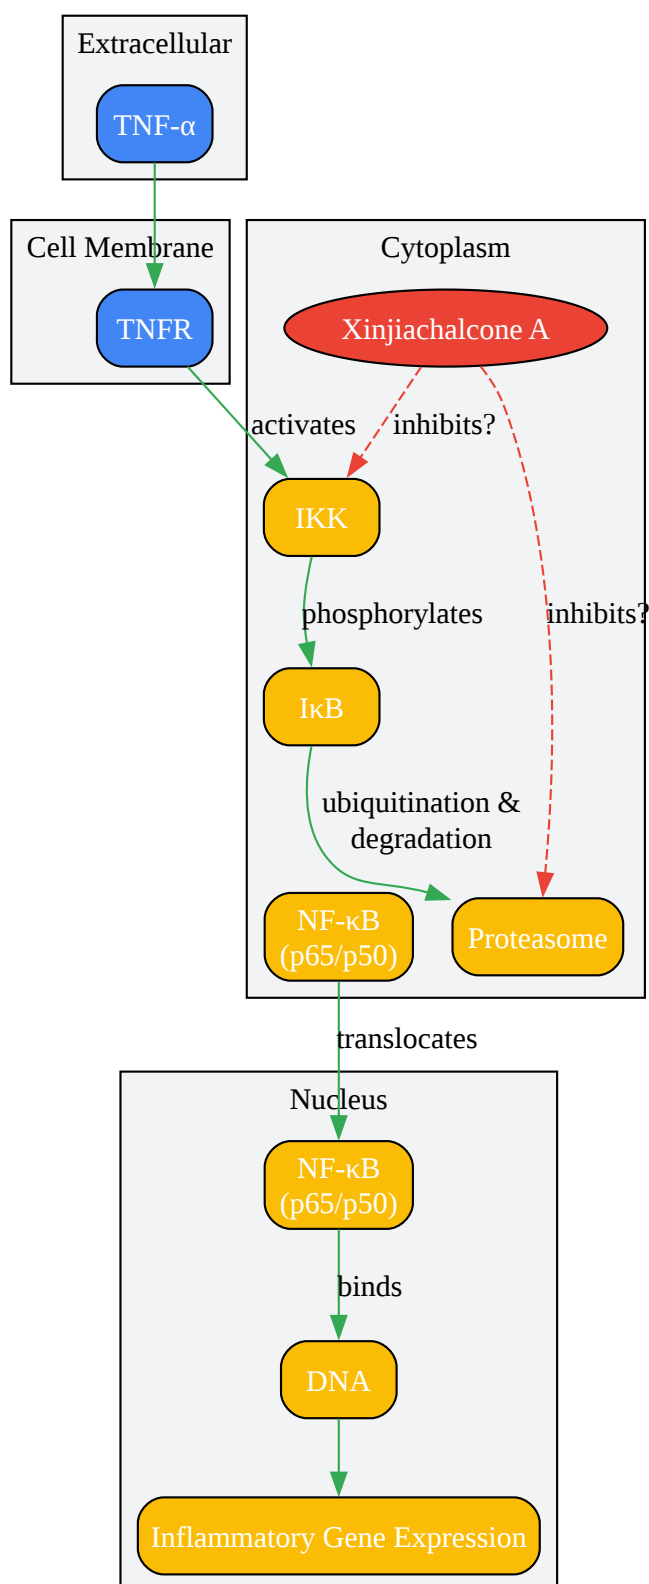 Extracellular
TNF-α
Cell Membrane
TNFR
Cytoplasm
Xinjiachalcone A
activates
inhibits?
IKK
phosphorylates
inhibits?
IκB
ubiquitination &
degradation
NF-κB
(p65/p50)
Proteasome
translocates
Nucleus
NF-κB
(p65/p50)
binds
DNA
Inflammatory Gene Expression